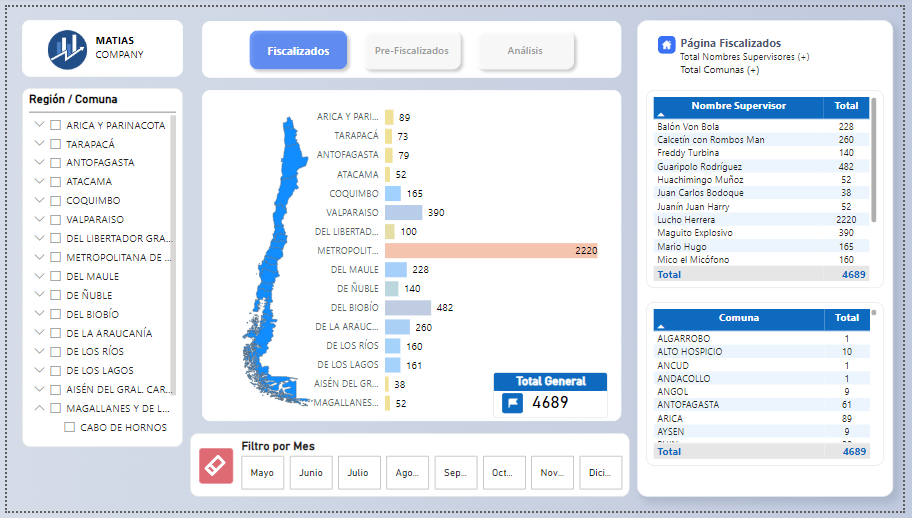 MATIAS
COMPANY
Fiscalizados
Pre-Fiscalizados
Análisis
Región / Comuna
ARICA Y PARINACOTA
TARAPACÁ
ANTOFAGASTA
ATACAMA
COQUIMBO
VALPARAISO
DEL LIBERTADOR GRA...
METROPOLITANA DE ...
DEL MAULE
DE ÑUBLE
DEL BIOBÍO
DE LA ARAUCANÍA
DE LOS RÍOS
DE LOS LAGOS
AISÉN DEL GRAL. CAR...
MAGALLANES Y DE L...
CABO DE HORNOS
ARICA Y PARI... 89
TARAPACÁ 73
ANTOFAGASTA 79
ATACAMA 52
COQUIMBO 165
VALPARAISO 390
DEL LIBERTAD... 100
METROPOLIT... 2220
DEL MAULE 228
DE ÑUBLE 140
DEL BIOBÍO 482
DE LA ARAUC... 260
DE LOS RÍOS 160
DE LOS LAGOS 161
AISÉN DEL GR... 38
MAGALLANES... 52
Total General
4689
Filtro por Mes
Mayo
Junio
Julio
Ago...
Sep...
Oct...
Nov...
Dici...
Página Fiscalizados
Total Nombres Supervisores (+)
Total Comunas (+)
Nombre Supervisor Total
Balón Von Bola 228
Calcetín con Rombos Man 260
Freddy Turbina 140
Guaripolo Rodríguez 482
Huachimingo Muñoz 52
Juan Carlos Bodoque 38
Juanín Juan Harry 52
Lucho Herrera 2220
Maguito Explosivo 390
Mario Hugo 165
Mico el Micófono 160
Total 4689
Comuna Total
ALGARROBO 1
ALTO HOSPICIO 10
ANCUD 1
ANDACOLLO 1
ANGOL 9
ANTOFAGASTA 61
ARICA 89
AYSEN 9
Total 4689